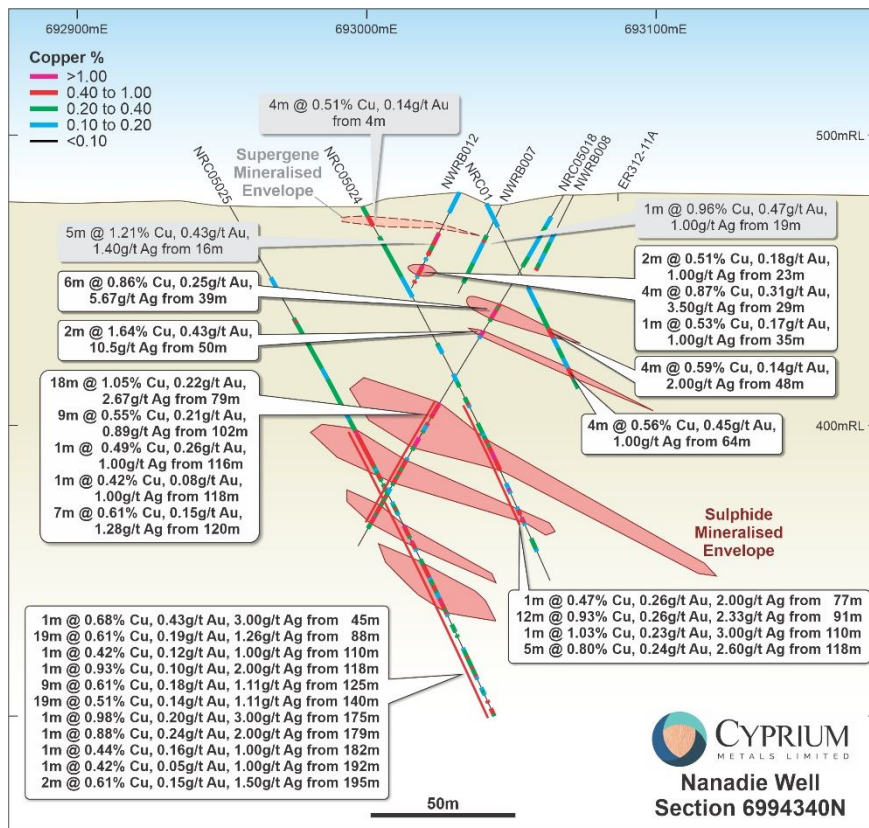 692900mE
693000mE
693100mE
Copper %
>1.00
0.40 to 1.00
0.20 to 0.40
0.10 to 0.20
<0.10
4m @ 0.51% Cu, 0.14g/t Au
from 4m
500mRL
Supergene
Mineralised
Envelope
NRC05025
NRC05024
NWRB012
NRC01
NWRB007
NRC05018
NWRB008
ER312-11A
5m @ 1.21% Cu, 0.43g/t Au,
1.40g/t Ag from 16m
1m @ 0.96% Cu, 0.47g/t Au,
1.00g/t Ag from 19m
6m @ 0.86% Cu, 0.25g/t Au,
5.67g/t Ag from 39m
2m @ 0.51% Cu, 0.18g/t Au,
1.00g/t Ag from 23m
4m @ 0.87% Cu, 0.31g/t Au,
3.50g/t Ag from 29m
1m @ 0.53% Cu, 0.17g/t Au,
1.00g/t Ag from 35m
2m @ 1.64% Cu, 0.43g/t Au,
10.5g/t Ag from 50m
4m @ 0.59% Cu, 0.14g/t Au,
2.00g/t Ag from 48m
18m @ 1.05% Cu, 0.22g/t Au,
2.67g/t Ag from 79m
9m @ 0.55% Cu, 0.21g/t Au,
0.89g/t Ag from 102m
1m @ 0.49% Cu, 0.26g/t Au,
1.00g/t Ag from 116m
1m @ 0.42% Cu, 0.08g/t Au,
1.00g/t Ag from 118m
7m @ 0.61% Cu, 0.15g/t Au,
1.28g/t Ag from 120m
4m @ 0.56% Cu, 0.45g/t Au,
1.00g/t Ag from 64m
400mRL
Sulphide
Mineralised
Envelope
1m @ 0.47% Cu, 0.26g/t Au, 2.00g/t Ag from 77m
12m @ 0.93% Cu, 0.26g/t Au, 2.33g/t Ag from 91m
1m @ 1.03% Cu, 0.23g/t Au, 3.00g/t Ag from 110m
5m @ 0.80% Cu, 0.24g/t Au, 2.60g/t Ag from 118m
1m @ 0.68% Cu, 0.43g/t Au, 3.00g/t Ag from 45m
19m @ 0.61% Cu, 0.19g/t Au, 1.26g/t Ag from 88m
1m @ 0.42% Cu, 0.12g/t Au, 1.00g/t Ag from 110m
1m @ 0.93% Cu, 0.10g/t Au, 2.00g/t Ag from 118m
9m @ 0.61% Cu, 0.18g/t Au, 1.11g/t Ag from 125m
19m @ 0.51% Cu, 0.14g/t Au, 1.11g/t Ag from 140m
1m @ 0.98% Cu, 0.20g/t Au, 3.00g/t Ag from 175m
1m @ 0.88% Cu, 0.24g/t Au, 2.00g/t Ag from 179m
1m @ 0.44% Cu, 0.16g/t Au, 1.00g/t Ag from 182m
1m @ 0.42% Cu, 0.05g/t Au, 1.00g/t Ag from 192m
2m @ 0.61% Cu, 0.15g/t Au, 1.50g/t Ag from 195m
50m
CYPRIUM
METALS LIMITED
Nanadie Well
Section 6994340N